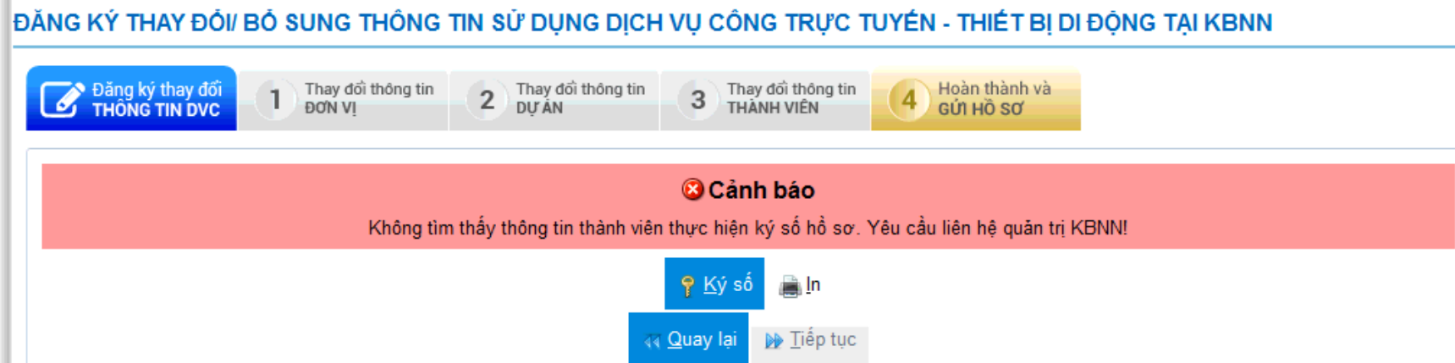 ĐĂNG KÝ THAY ĐỔI/ BỔ SUNG THÔNG TIN SỬ DỤNG DỊCH VỤ CÔNG TRỰC TUYẾN - THIẾT BỊ DI ĐỘNG TẠI KBNN
Đăng ký thay đổi
THÔNG TIN DVC
1 Thay đổi thông tin
ĐƠN VỊ
2 Thay đổi thông tin
DỰ ÁN
3 Thay đổi thông tin
THÀNH VIÊN
4 Hoàn thành và
GỬI HỒ SƠ
Cảnh báo
Không tìm thấy thông tin thành viên thực hiện ký số hồ sơ. Yêu cầu liên hệ quản trị KBNN!
Ký số In
Quay lại Tiếp tục